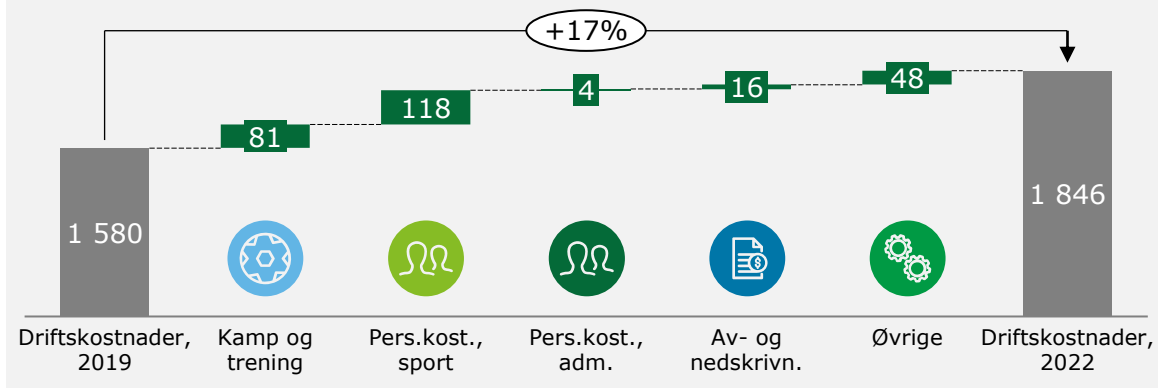 +17%
81
118
4
16
48
1 580
1 846
Driftskostnader,
2019
Kamp og
trening
Pers.kost.,
sport
Pers.kost.,
adm.
Av- og
nedskrivn.
Øvrige
Driftskostnader,
2022
$